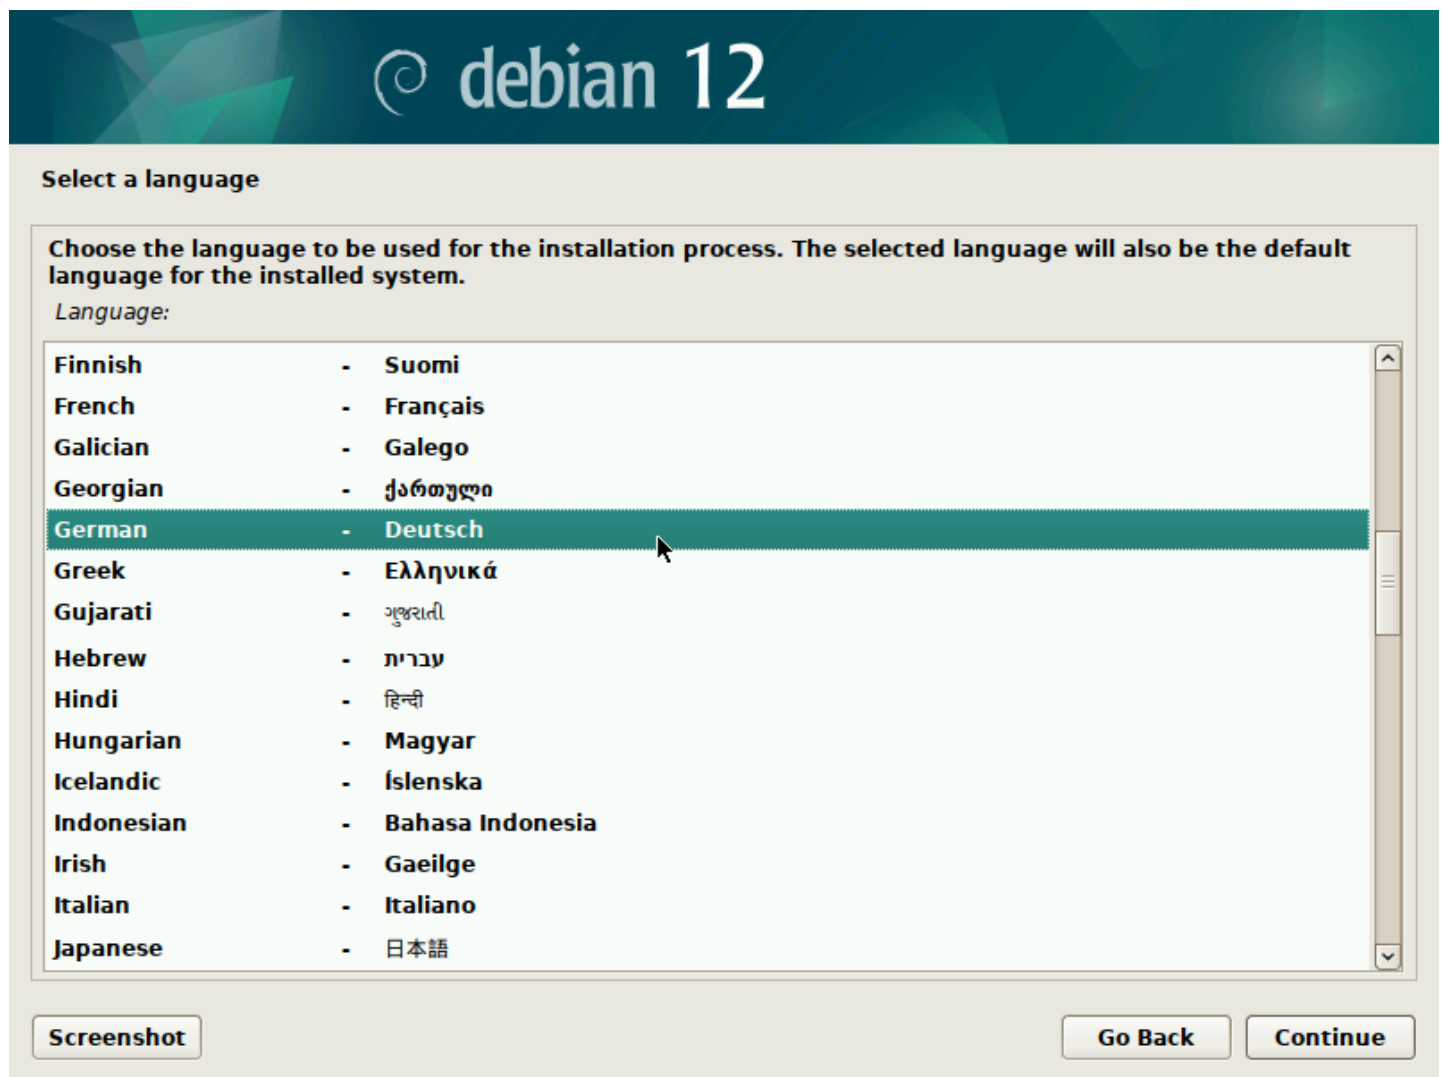 debian 12
Select a language
Choose the language to be used for the installation process. The selected language will also be the default
language for the installed system.
Language:
Finnish - Suomi
French - Français
Galician - Galego
Georgian - ქართული
German - Deutsch
Greek - Ελληνικά
Gujarati - ગુજરાતી
Hebrew - עברית
Hindi - हिन्दी
Hungarian - Magyar
Icelandic - Íslenska
Indonesian - Bahasa Indonesia
Irish - Gaeilge
Italian - Italiano
Japanese - 日本語
Screenshot Go Back Continue